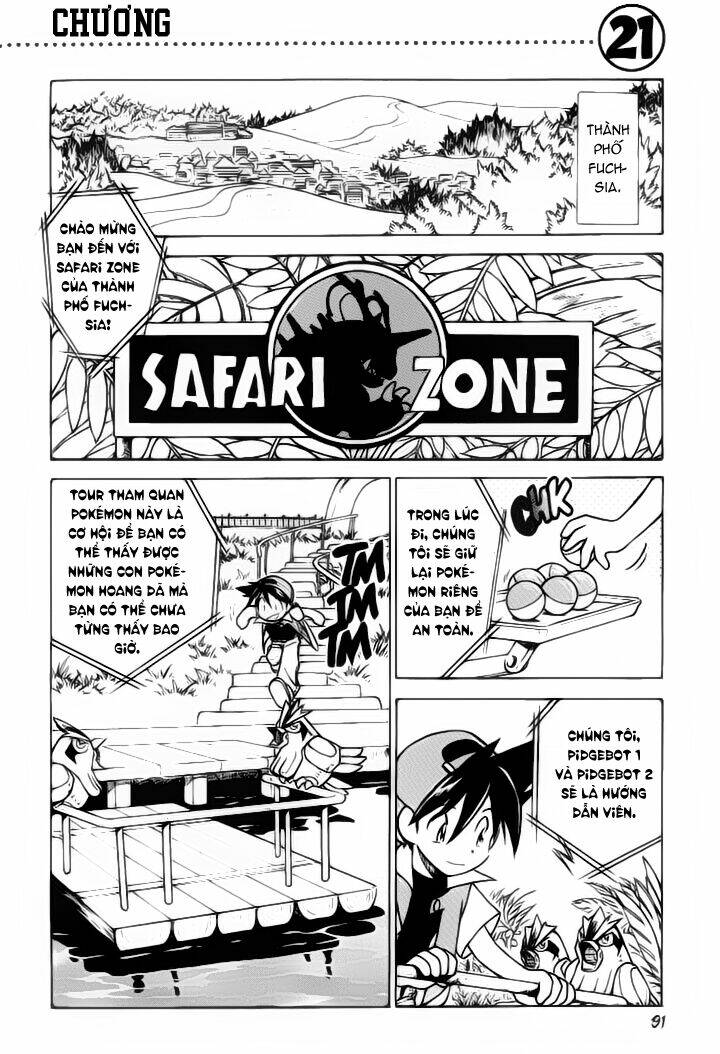 CHƯƠNG
21
THÀNH
PHỐ
FUCH-
SIA.
CHÀO MỪNG
BẠN ĐẾN VỚI
SAFARI ZONE
CỦA THÀNH
PHỐ FUCH-
SIA!
SAFARI ZONE
TOUR THAM QUAN
POKÉMON NÀY LÀ
CƠ HỘI ĐỂ BẠN CÓ
THỂ THẤY ĐƯỢC
NHỮNG CON POKÉ-
MON HOANG DÃ MÀ
BẠN CÓ THỂ CHƯA
TỪNG THẤY BAO
GIỜ.
TM
TM
TM
TRONG LÚC
ĐI, CHÚNG
TÔI SẼ GIỮ
LẠI POKÉ-
MON RIÊNG
CỦA BẠN ĐỂ
AN TOÀN.
CHK
CHÚNG TÔI,
PIDGEBOT 1
VÀ PIDGEBOT 2
SẼ LÀ HƯỚNG
DẪN VIÊN.
91